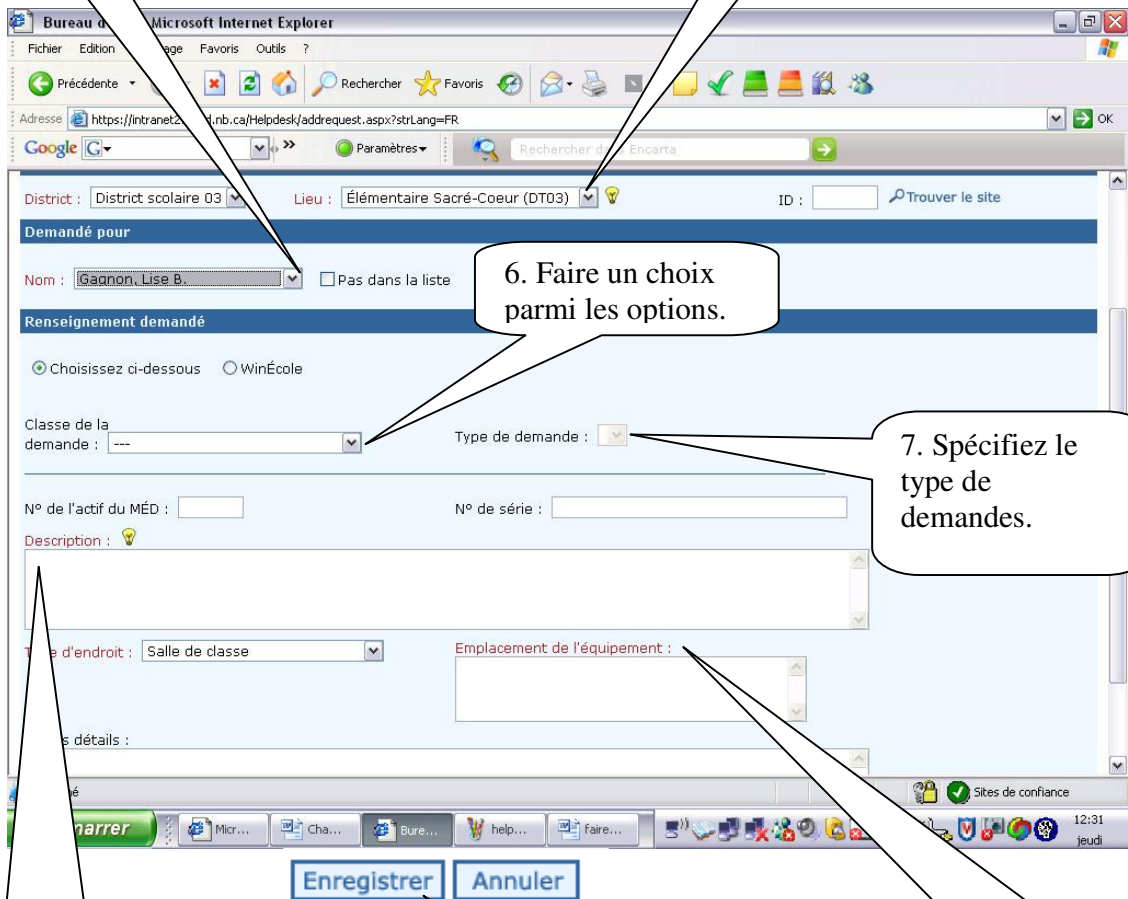 Bureau d Microsoft Internet Explorer
Fichier Edition age Favoris Outils ?
Précédente Rechercher Favoris
Adresse https://intranet2 d.nb.ca/Helpdesk/addrequest.aspx?strLang=FR OK
Google G Paramètres Rechercher dans Encarta
District : District scolaire 03 Lieu : Élémentaire Sacré-Coeur (DT03) ID : Trouver le site
Demandé pour
Nom : Gagnon, Lise B. Pas dans la liste
6. Faire un choix
parmi les options.
Renseignement demandé
Choisissez ci-dessous WinÉcole
Classe de la
demande : --- Type de demande :
7. Spécifiez le
type de
demandes.
Nº de l'actif du MÉD : Nº de série :
Description :
T e d'endroit : Salle de classe Emplacement de l'équipement :
s détails :
é Sites de confiance
marrer Micr... Cha... Bure... help... faire... 12:31
jeudi
Enregistrer Annuler